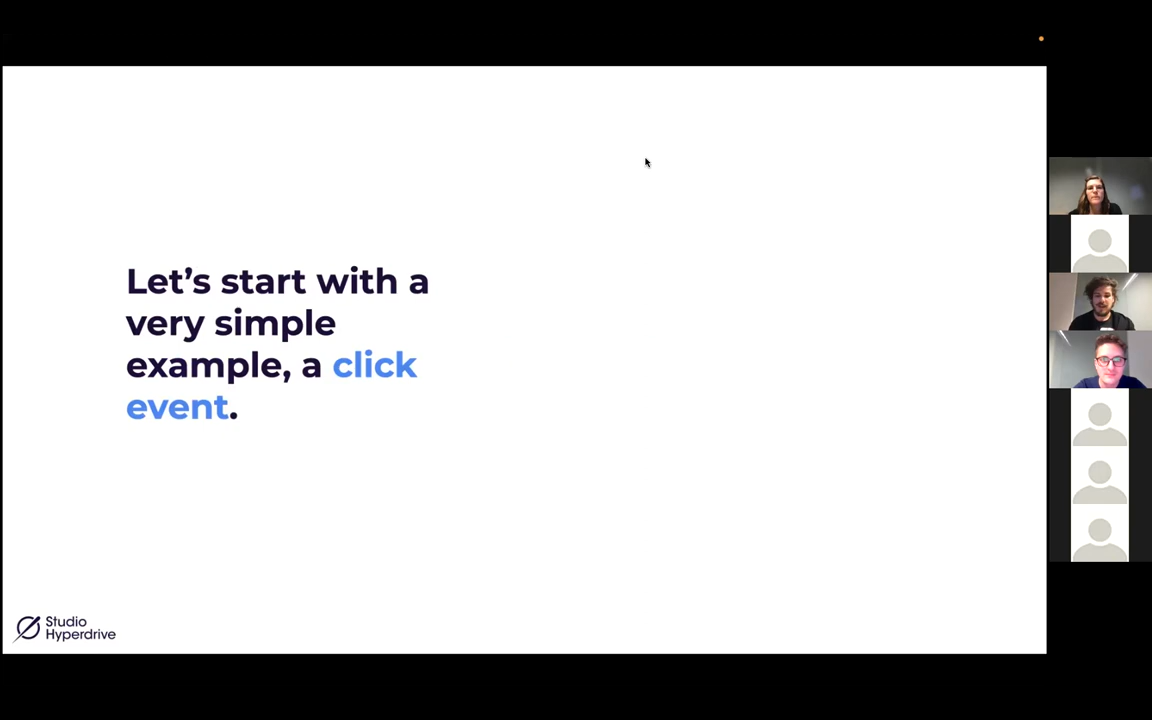 Let’s start with a
very simple
example, a click
event.
Studio
Hyperdrive